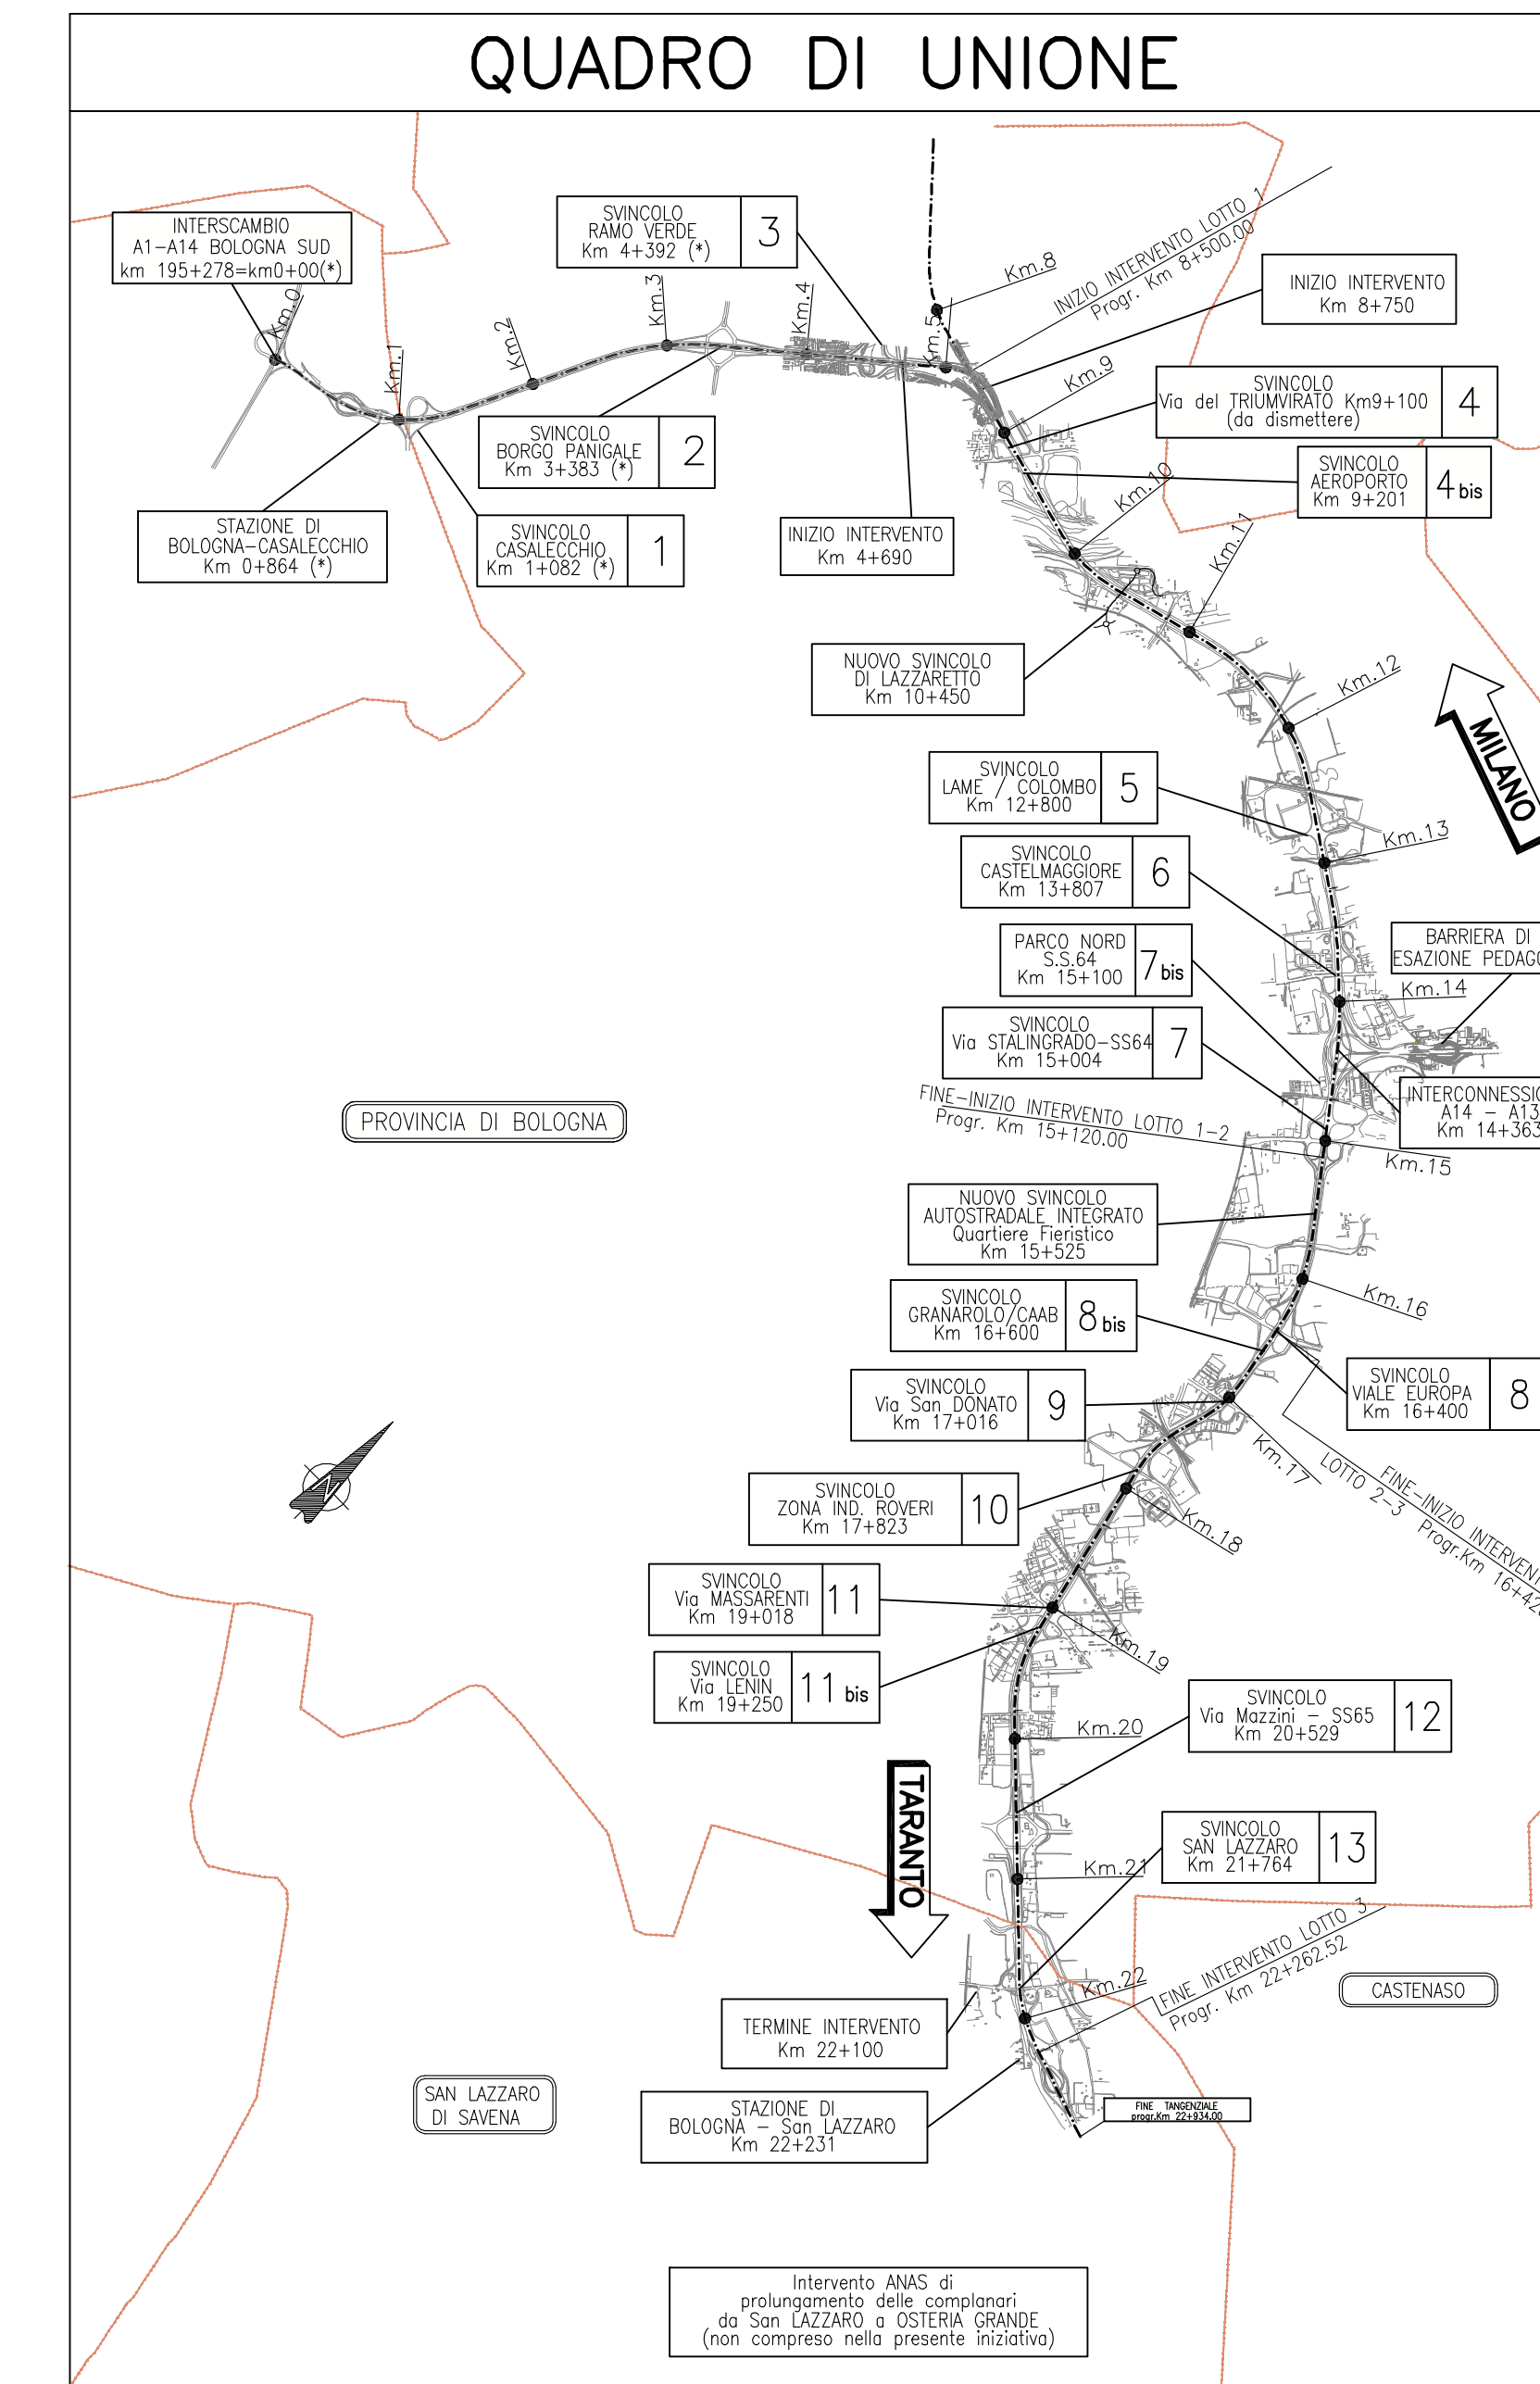 QUADRO DI UNIONE
INTERSCAMBIO
A1-A14 BOLOGNA SUD
km 195+278=km0+00(*)
SVINCOLO
RAMO VERDE
Km 4+392 (*)
3
Km.0
Km.1
Km.2
Km.3
Km.4
Km.5
Km.8
INIZIO INTERVENTO LOTTO 1
Progr. Km 8+500.00
INIZIO INTERVENTO
Km 8+750
Km.9
SVINCOLO
Via del TRIUMVIRATO Km9+100
(da dismettere)
4
SVINCOLO
BORGO PANIGALE
Km 3+383 (*)
2
SVINCOLO
AEROPORTO
Km 9+201
4 bis
Km.10
STAZIONE DI
BOLOGNA-CASALECCHIO
Km 0+864 (*)
SVINCOLO
CASALECCHIO
Km 1+082 (*)
1
INIZIO INTERVENTO
Km 4+690
Km.11
NUOVO SVINCOLO
DI LAZZARETTO
Km 10+450
Km.12
MILANO
SVINCOLO
LAME / COLOMBO
Km 12+800
5
Km.13
SVINCOLO
CASTELMAGGIORE
Km 13+807
6
PARCO NORD
S.S.64
Km 15+100
7 bis
BARRIERA DI
Km.14
SVINCOLO
Via STALINGRADO-SS64
Km 15+004
7
FINE-INIZIO INTERVENTO LOTTO 1-2
Progr. Km 15+120.00
A14 - A13
Km 14+363
PROVINCIA DI BOLOGNA
Km.15
NUOVO SVINCOLO
AUTOSTRADALE INTEGRATO
Quartiere Fieristico
Km 15+525
Km.16
SVINCOLO
GRANAROLO/CAAB
Km 16+600
8 bis
SVINCOLO
VIALE EUROPA
Km 16+400
8
SVINCOLO
Via San DONATO
Km 17+016
9
Km.17
FINE-INIZIO
LOTTO 2-3 Progr.Km
SVINCOLO
ZONA IND. ROVERI
Km 17+823
10
Km.18
SVINCOLO
Via MASSARENTI
Km 19+018
11
Km.19
SVINCOLO
Via LENIN
Km 19+250
11 bis
SVINCOLO
Via Mazzini - SS65
Km 20+529
12
Km.20
TARANTO
SVINCOLO
SAN LAZZARO
Km 21+764
13
Km.21
FINE INTERVENTO LOTTO 3
Progr. Km 22+262.52
Km.22
CASTENASO
TERMINE INTERVENTO
Km 22+100
SAN LAZZARO
DI SAVENA
STAZIONE DI
BOLOGNA - San LAZZARO
Km 22+231
FINE TANGENZIALE
progr.Km 22+934.00
Intervento ANAS di
prolungamento delle complanari
da San LAZZARO a OSTERIA GRANDE
(non compreso nella presente iniziativa)